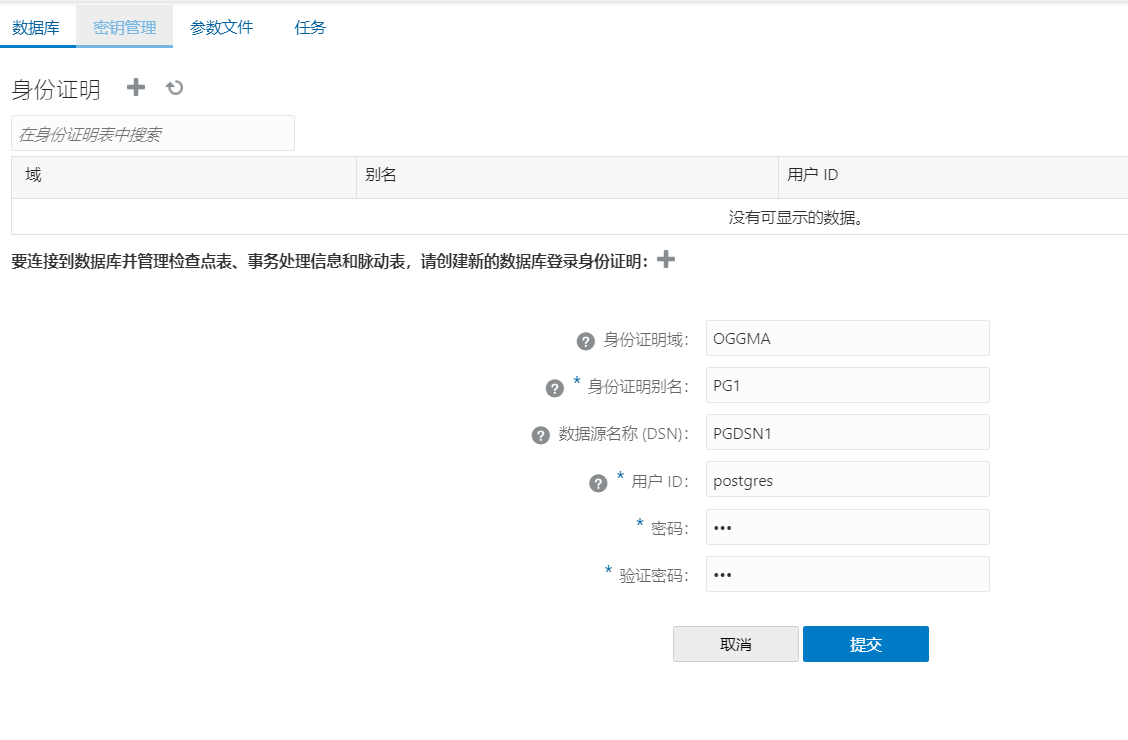 数据库 密钥管理 参数文件 任务
身份证明
在身份证明表中搜索
域 别名 用户 ID
没有可显示的数据。
要连接到数据库并管理检查点表、事务处理信息和脉动表，请创建新的数据库登录身份证明：
? 身份证明域： OGGMA
? * 身份证明别名： PG1
? 数据源名称 (DSN)： PGDSN1
? * 用户 ID： postgres
* 密码： •••
* 验证密码： •••
取消 提交